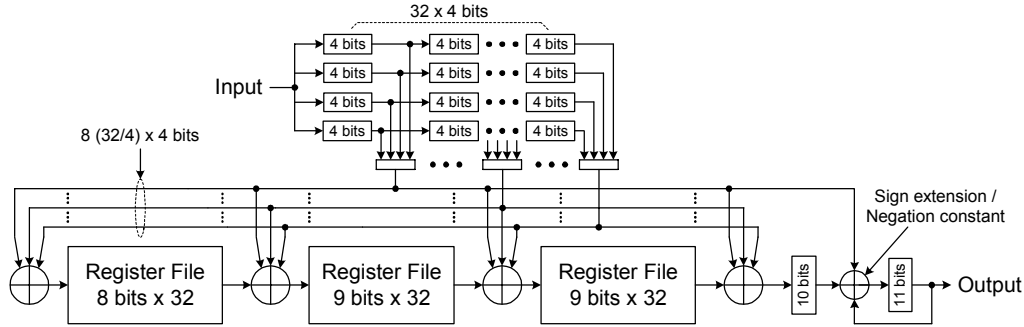 32 x 4 bits
4 bits
4 bits
4 bits
4 bits
4 bits
4 bits
Input
4 bits
4 bits
4 bits
4 bits
4 bits
4 bits
8 (32/4) x 4 bits
Sign extension /
Negation constant
Register File
8 bits x 32
Register File
9 bits x 32
Register File
9 bits x 32
10 bits
11 bits
Output